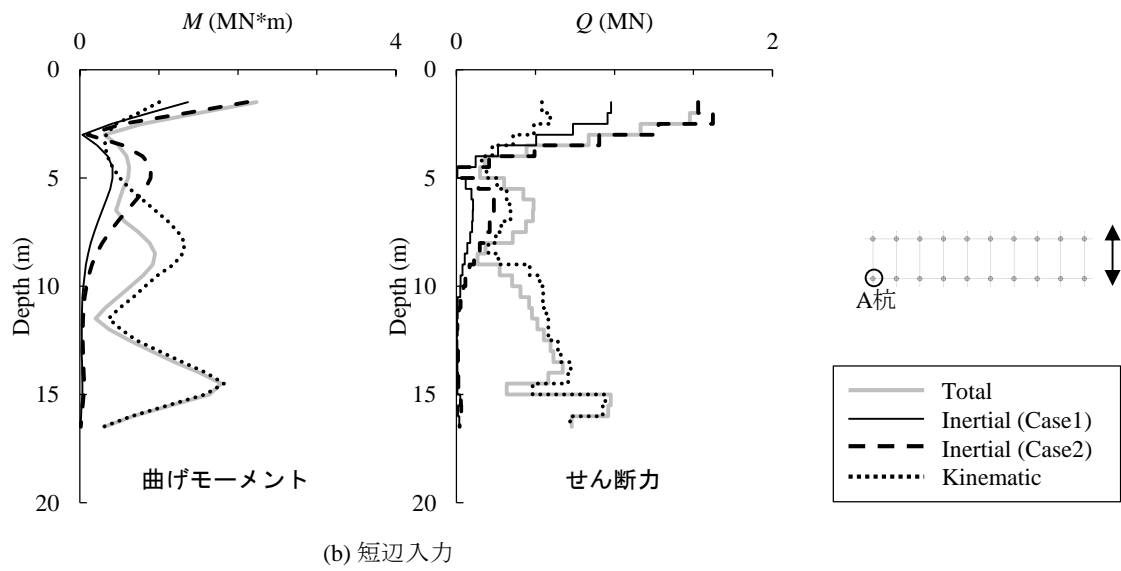 M (MN*m)
0 4
0
5
10
15
20
Depth (m)
曲げモーメント
Q (MN)
0 2
0
5
10
15
20
Depth (m)
せん断力
A杭
Total
Inertial (Case1)
Inertial (Case2)
Kinematic
(b) 短辺入力